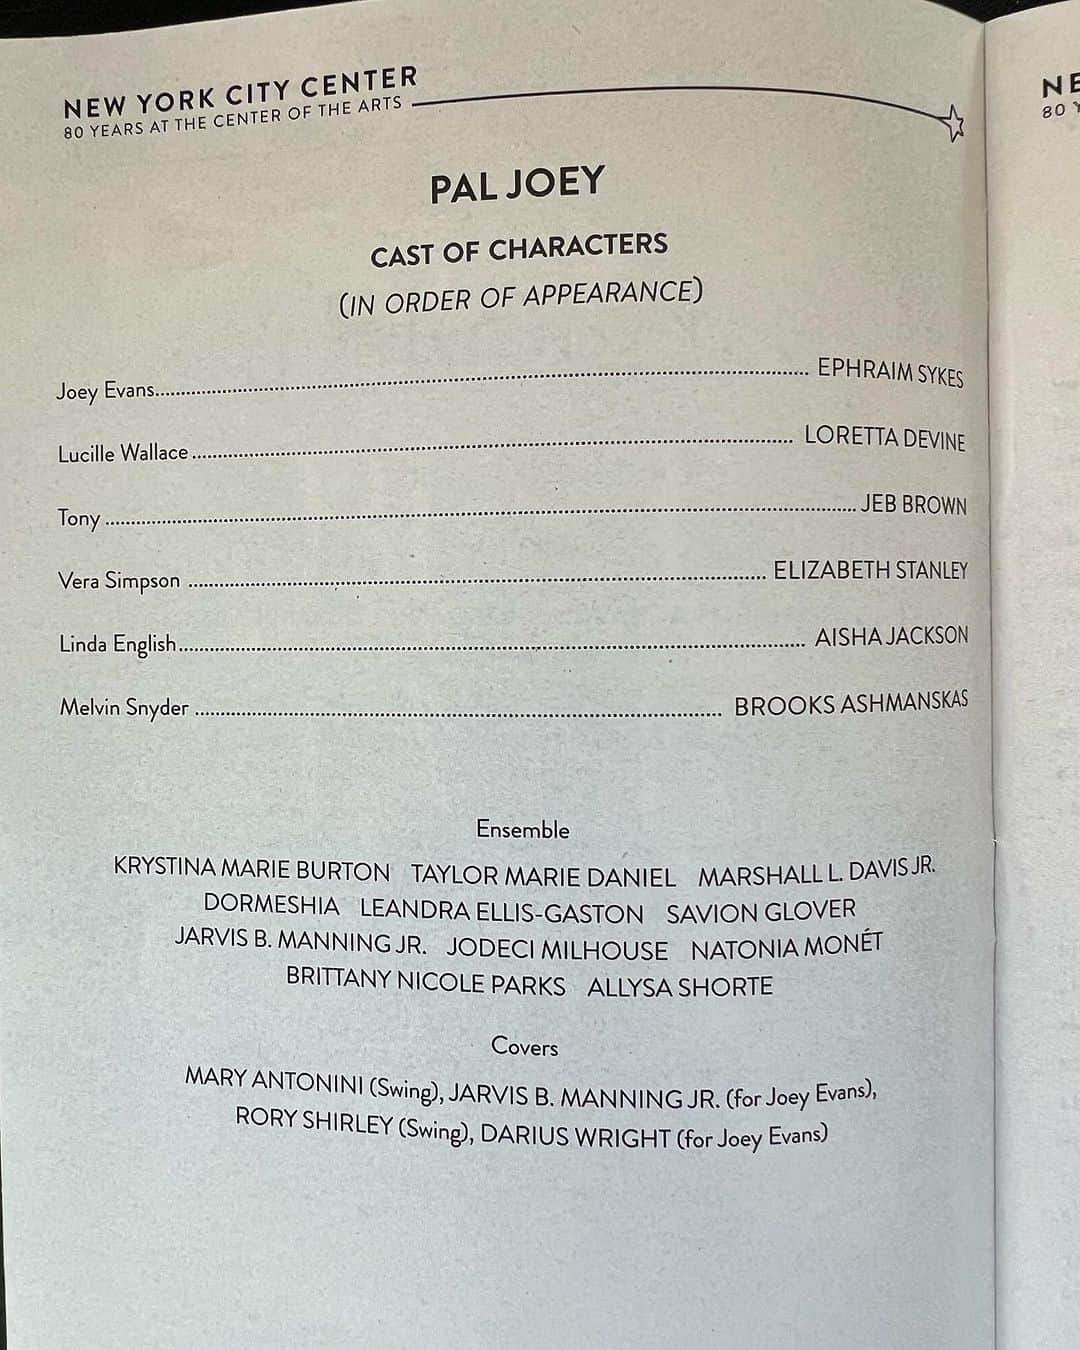 NEW YORK CITY CENTER
80 YEARS AT THE CENTER OF THE ARTS
PAL JOEY
CAST OF CHARACTERS
(IN ORDER OF APPEARANCE)
Joey Evans........................................ EPHRAIM SYKES
Lucille Wallace ........................................ LORETTA DEVINE
Tony ........................................ JEB BROWN
Vera Simpson ........................................ ELIZABETH STANLEY
Linda English........................................ AISHA JACKSON
Melvin Snyder ........................................ BROOKS ASHMANSKAS
Ensemble
KRYSTINA MARIE BURTON TAYLOR MARIE DANIEL MARSHALL L. DAVIS JR.
DORMESHIA LEANDRA ELLIS-GASTON SAVION GLOVER
JARVIS B. MANNING JR. JODECI MILHOUSE NATONIA MONÉT
BRITTANY NICOLE PARKS ALLYSA SHORTE
Covers
MARY ANTONINI (Swing), JARVIS B. MANNING JR. (for Joey Evans),
RORY SHIRLEY (Swing), DARIUS WRIGHT (for Joey Evans)
NE
80